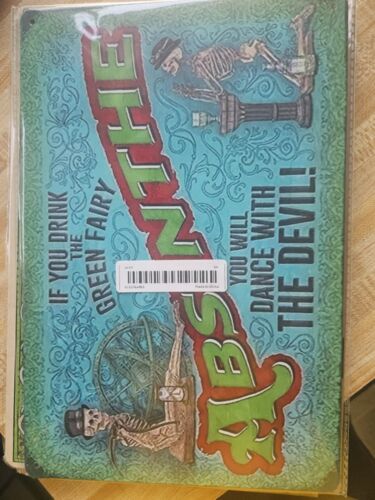 IF YOU DRINK
THE
GREEN FAIRY
ABSINTHE
YOU WILL
DANCE WITH
THE DEVIL!